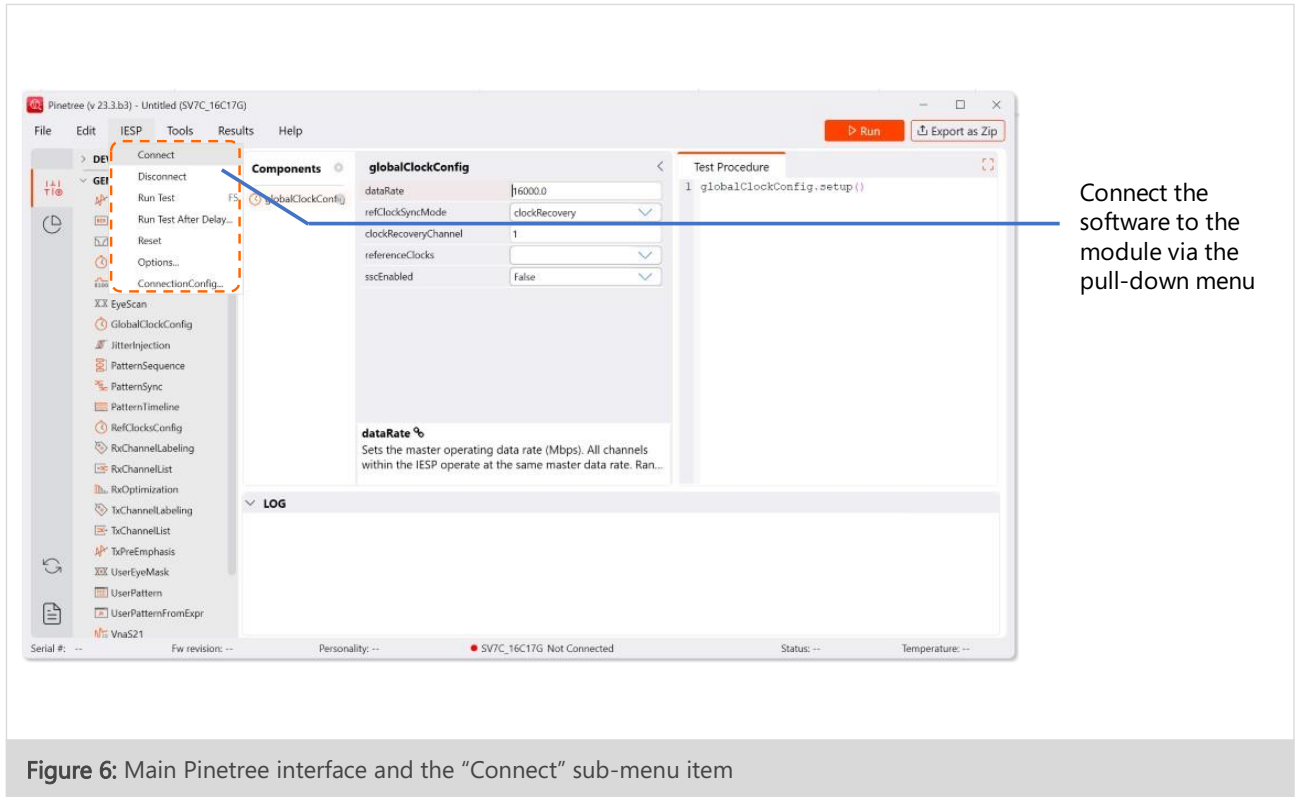 Pinetree (v 23.3.b3) - Untitled (SV7C_16C17G)
File Edit IESP Tools Results Help
Run
Export as Zip
Connect
Disconnect
Run Test F5
Run Test After Delay...
Reset
Options...
ConnectionConfig...
EyeScan
GlobalClockConfig
JitterInjection
PatternSequence
PatternSync
PatternTimeline
RefClocksConfig
RxChannelLabeling
RxChannelList
RxOptimization
TxChannelLabeling
TxChannelList
TxPreEmphasis
UserEyeMask
UserPattern
UserPatternFromExpr
VnaS21
Components
globalClockConfig
globalClockConfig
dataRate 16000.0
refClockSyncMode clockRecovery
clockRecoveryChannel 1
referenceClocks
sscEnabled False
dataRate
Sets the master operating data rate (Mbps). All channels
within the IESP operate at the same master data rate. Ran...
Test Procedure
1 globalClockConfig.setup()
LOG
Serial #: -- Fw revision: -- Personality: -- SV7C_16C17G Not Connected Status: -- Temperature: --
Connect the
software to the
module via the
pull-down menu
Figure 6: Main Pinetree interface and the “Connect” sub-menu item